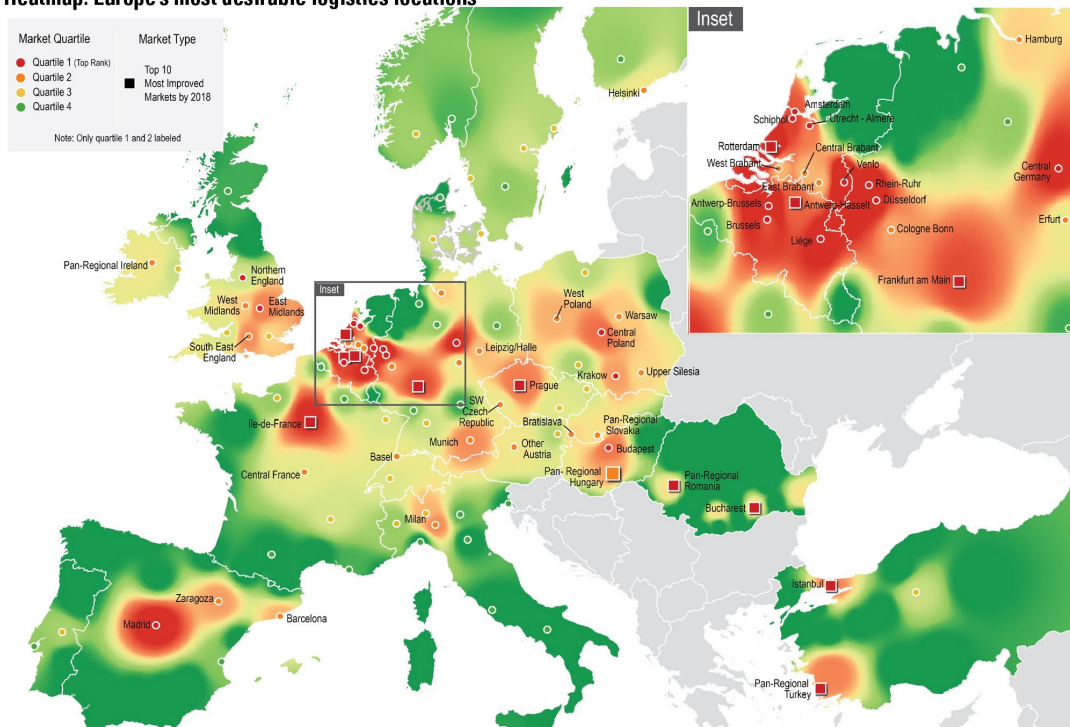 Heatmap: Europe's most desirable logistics locations
Market Quartile
Quartile 1 (Top Rank)
Quartile 2
Quartile 3
Quartile 4
Market Type
Top 10
Most Improved
Markets by 2018
Note: Only quartile 1 and 2 labeled
Helsinki
Pan-Regional Ireland
Northern
England
West
Midlands
East
Midlands
South East
England
Inset
West
Poland
Warsaw
Central
Poland
Leipzig/Halle
Krakow
Upper Silesia
Prague
SW
Czech
Republic
Ile-de-France
Bratislava
Pan-Regional
Slovakia
Munich
Other
Austria
Budapest
Basel
Pan- Regional
Hungary
Central France
Pan-Regional
Romania
Bucharest
Milan
Zaragoza
Barcelona
Madrid
Istanbul
Pan-Regional
Turkey
Inset
Hamburg
Amsterdam
Schiphol
Utrecht - Almere
Rotterdam
Central Brabant
West Brabant
Venlo
Central
Germany
East Brabant
Rhein-Ruhr
Antwerp-Brussels
Antwerp-Hasselt
Düsseldorf
Brussels
Erfurt
Liége
Cologne Bonn
Frankfurt am Main